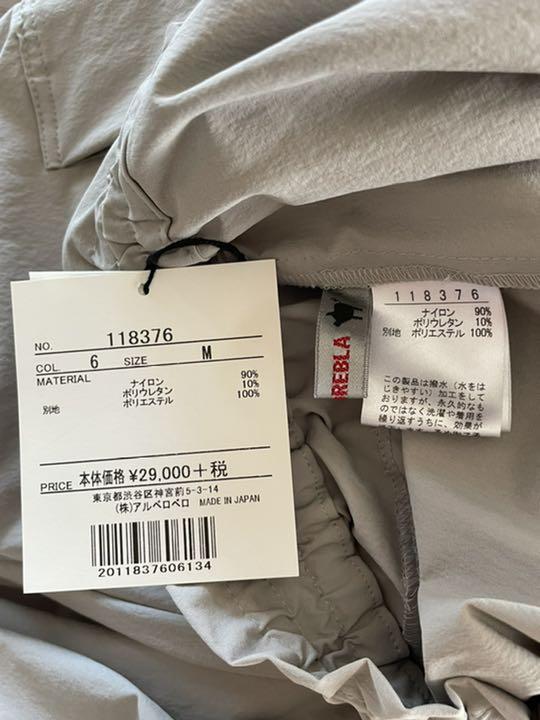 NO. 118376
COL. 6 SIZE M
MATERIAL ナイロン 90%
ポリウレタン 10%
別地 ポリエステル 100%
PRICE 本体価格 ¥29,000+税
東京都渋谷区神宮前5-3-14
(株)アルベロベロ MADE IN JAPAN
2011837606134
REBLA
118376
ナイロン 90%
ポリウレタン 10%
別地 ポリエステル 100%
この製品は撥水(水をは
じきやすい)加工をして
おりますが、永久的なも
のではなく洗濯や着用を
繰り返すうちに、効果が